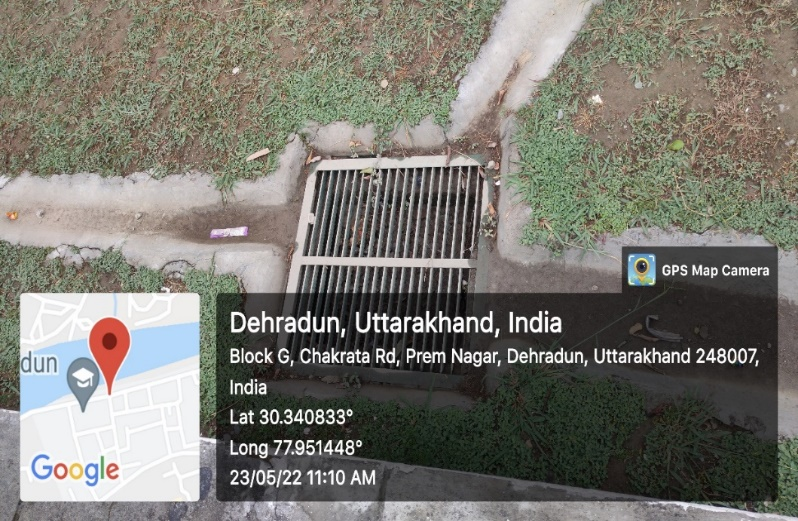 GPS Map Camera
Dehradun, Uttarakhand, India
Block G, Chakrata Rd, Prem Nagar, Dehradun, Uttarakhand 248007,
India
Lat 30.340833°
Long 77.951448°
23/05/22 11:10 AM
dun
Google